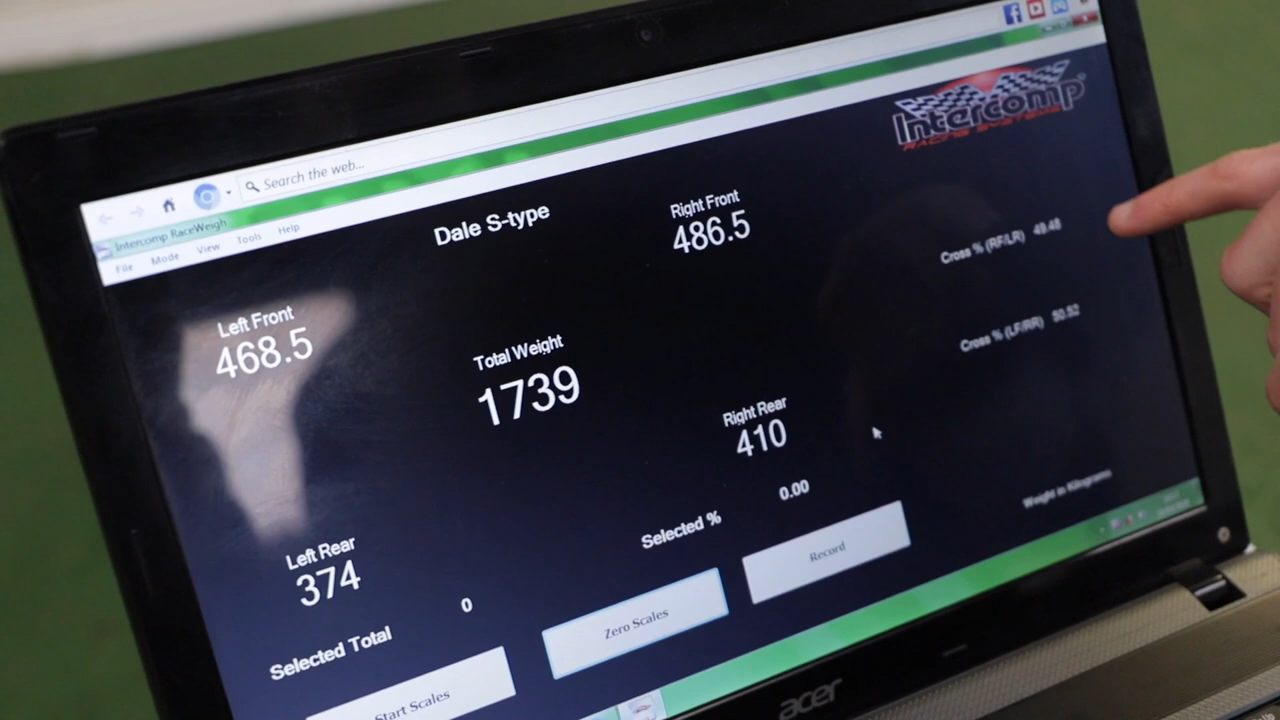 Search the web...
Intercomp RaceWeigh
File Mode View Tools Help
Intercomp
RACING SYSTEMS
Dale S-type
Right Front
486.5
Cross % (RF/LR) 49.48
Left Front
468.5
Total Weight
1739
Cross % (LF/RR) 50.52
Right Rear
410
Left Rear
374
Selected % 0.00
Weight in Kilograms
Selected Total 0
Start Scales
Zero Scales
Record
acer